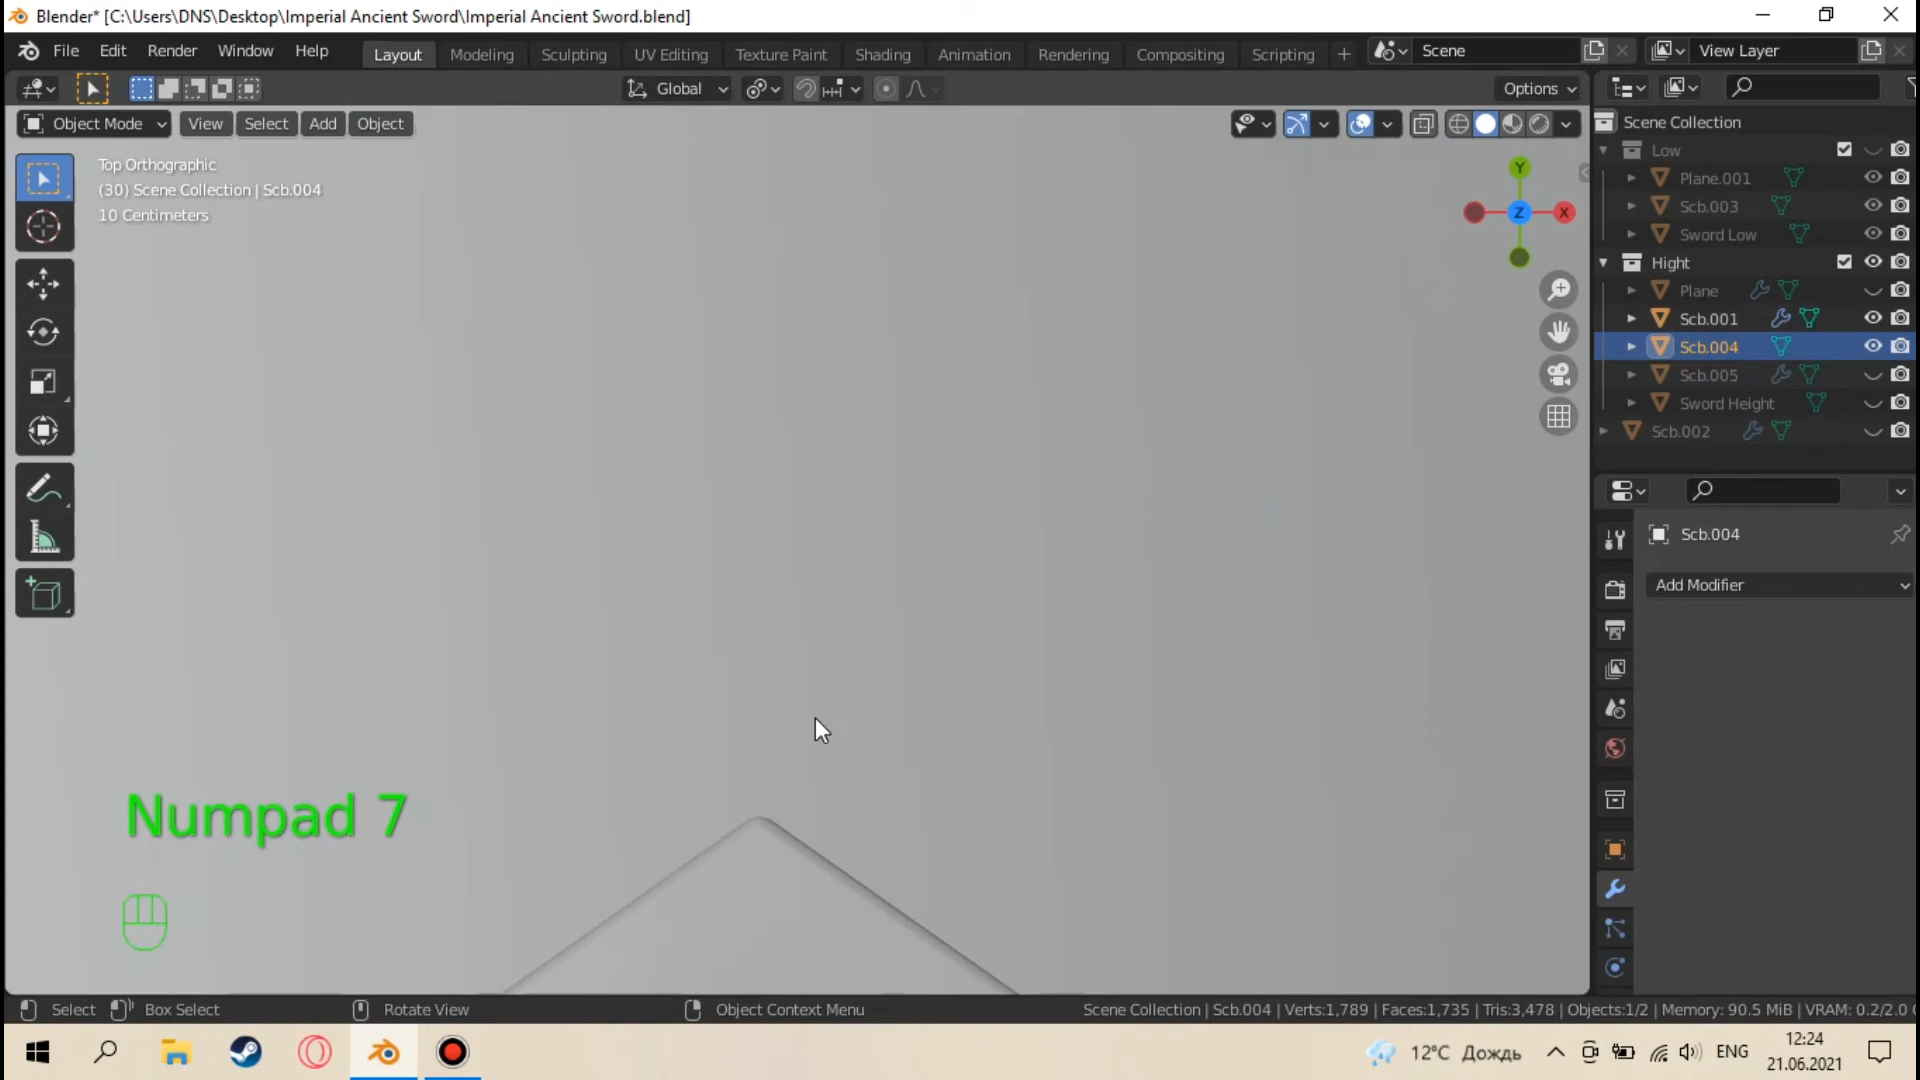 Blender* [C:\Users\DNS\Desktop\Imperial Ancient Sword\Imperial Ancient Sword.blend]
File Edit Render Window Help Layout Modeling Sculpting UV Editing Texture Paint Shading Animation Rendering Compositing Scripting + Scene View Layer
Global Options
Object Mode View Select Add Object
Scene Collection
Top Orthographic
(30) Scene Collection | Scb.004
10 Centimeters
Y
Z
X
Low
Plane.001
Scb.003
Sword Low
Hight
Plane
Scb.001
Scb.004
Scb.005
Sword Height
Scb.002
Scb.004
Add Modifier
Numpad 7
Select Box Select Rotate View Object Context Menu Scene Collection | Scb.004 | Verts:1,789 | Faces:1,735 | Tris:3,478 | Objects:1/2 | Memory: 90.5 MiB | VRAM: 0.2/2.0
12°C Дождь ENG 12:24
21.06.2021